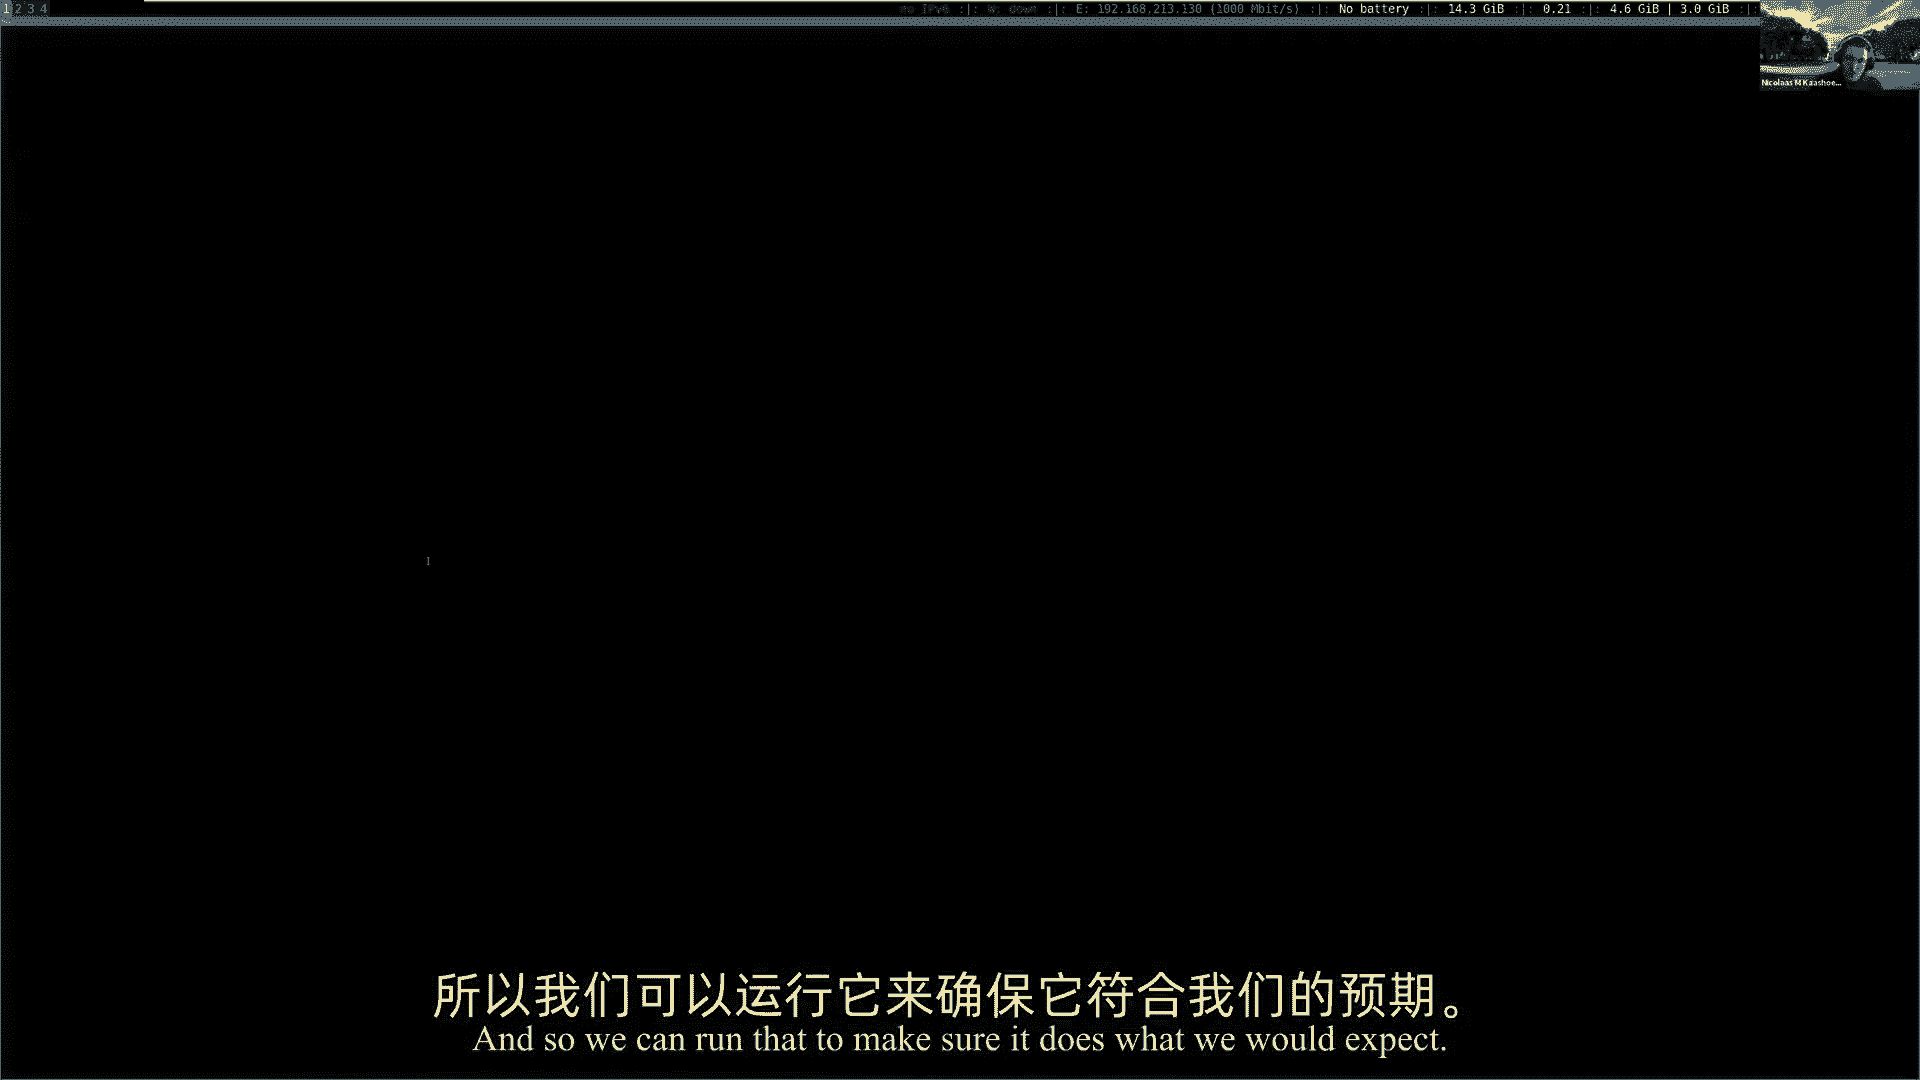 1 2 3 4
no IPv6 :|: W: down :|: E: 192.168.213.130 (1000 Mbit/s) :|: No battery :|: 14.3 GiB :|: 0.21 :|: 4.6 GiB | 3.0 GiB :|:
Nicolaas M Kaashoe...
所以我们可以运行它来确保它符合我们的预期。
And so we can run that to make sure it does what we would expect.